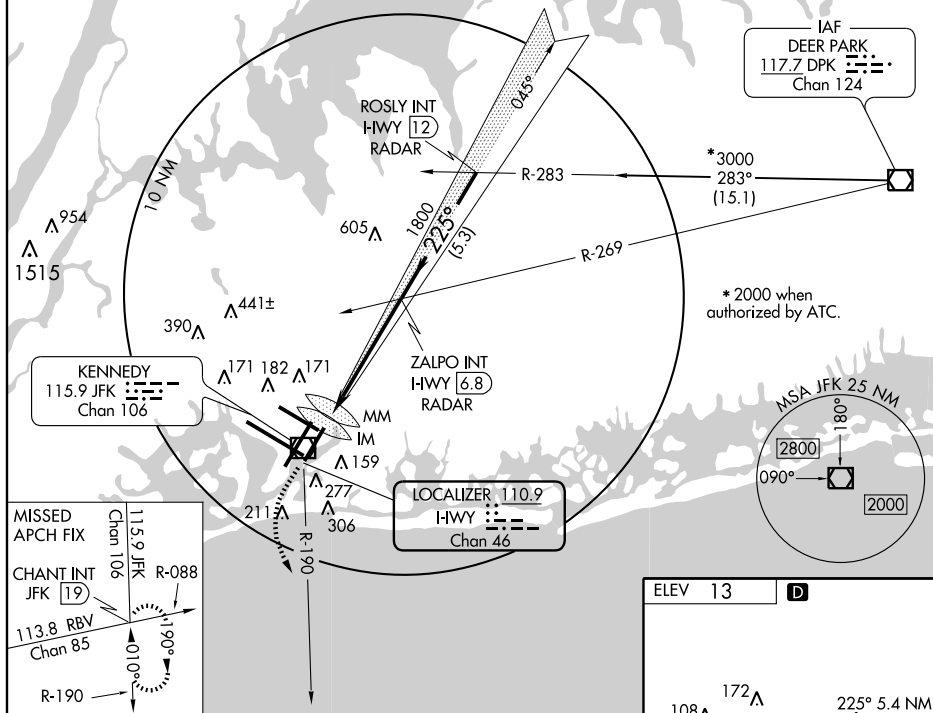 IAF
DEER PARK
117.7 DPK
Chan 124
ROSLY INT
I-IWY 12
RADAR
045°
10 NM
R-283
*3000
283°
(15.1)
954
1515
605
1800
225°
(5.3)
R-269
* 2000 when
authorized by ATC.
441±
390
ZALPO INT
I-IWY 6.8
RADAR
KENNEDY
115.9 JFK
Chan 106
171
182
171
MM
IM
MSA JFK 25 NM
180°
2800
090°
2000
159
277
211
306
LOCALIZER 110.9
I-IWY
Chan 46
R-190
MISSED
APCH FIX
115.9 JFK
Chan 106
CHANT INT
JFK 19
R-088
113.8 RBV
Chan 85
190°
010°
R-190
ELEV 13
D
172
108
225° 5.4 NM